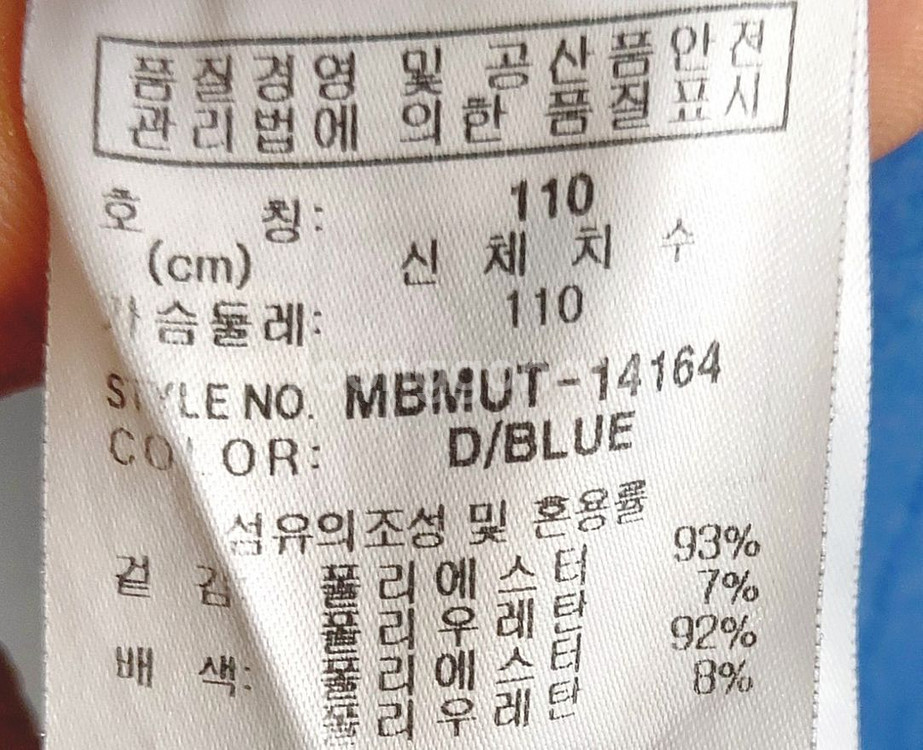 품질경영 및 공산품안전
관리법에 의한 품질표시
호 칭: 110
(cm) 신 체 치 수
가슴둘레: 110
STYLE NO. MBMUT-14164
COLOR: D/BLUE
섬유의조성 및 혼용률
겉 감 폴리에스터 93%
폴리우레탄 7%
배 색: 폴리에스터 92%
폴리우레탄 8%